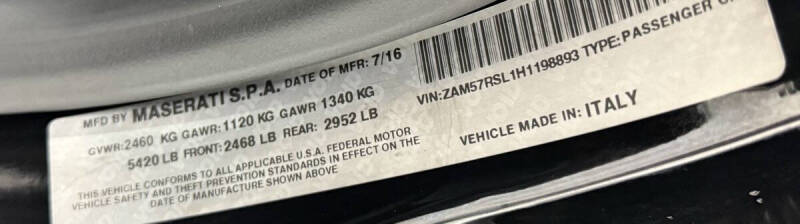 MFD BY MASERATI S.P.A. DATE OF MFR: 7/16
GVWR:2460 KG GAWR:1120 KG GAWR 1340 KG
5420 LB FRONT:2468 LB REAR: 2952 LB
THIS VEHICLE CONFORMS TO ALL APPLICABLE U.S.A. FEDERAL MOTOR
VEHICLE SAFETY AND THEFT PREVENTION STANDARDS IN EFFECT ON THE
DATE OF MANUFACTURE SHOWN ABOVE
VIN:ZAM57RSL1H1198893 TYPE:PASSENGER
VEHICLE MADE IN: ITALY